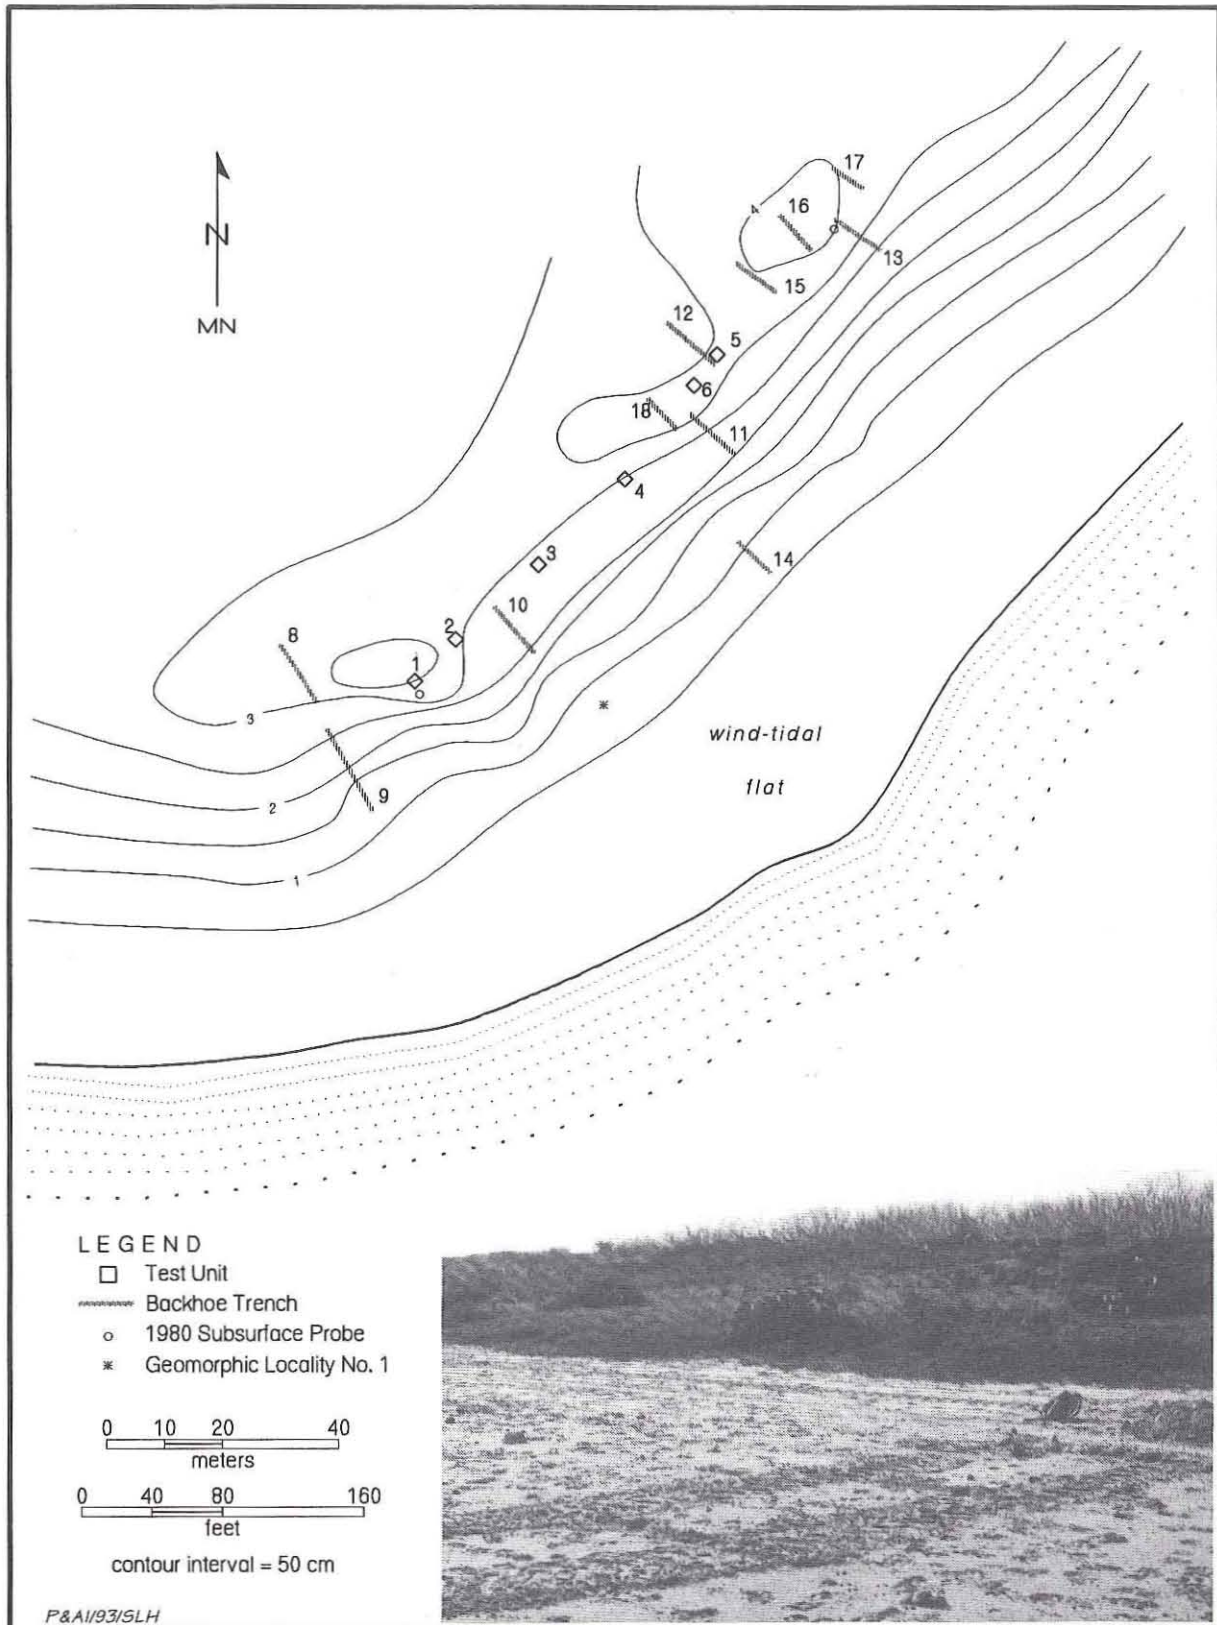 17
4
16
N
13
15
MN
12
5
6
18
11
4
3
14
10
2
8
1
3
wind-tidal
flat
9
2
1
LEGEND
Test Unit
Backhoe Trench
1980 Subsurface Probe
Geomorphic Locality No. 1
0 10 20 40
meters
0 40 80 160
feet
contour interval = 50 cm
P&AI/93/SLH